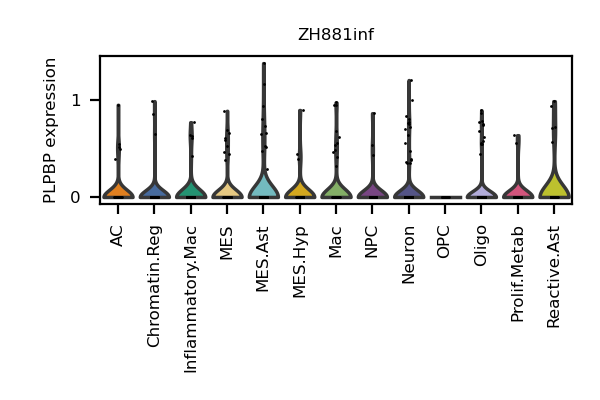 ZH881inf
PLPBP expression
1
0
AC
Chromatin.Reg
Inflammatory.Mac
MES
MES.Ast
MES.Hyp
Mac
NPC
Neuron
OPC
Oligo
Prolif.Metab
Reactive.Ast